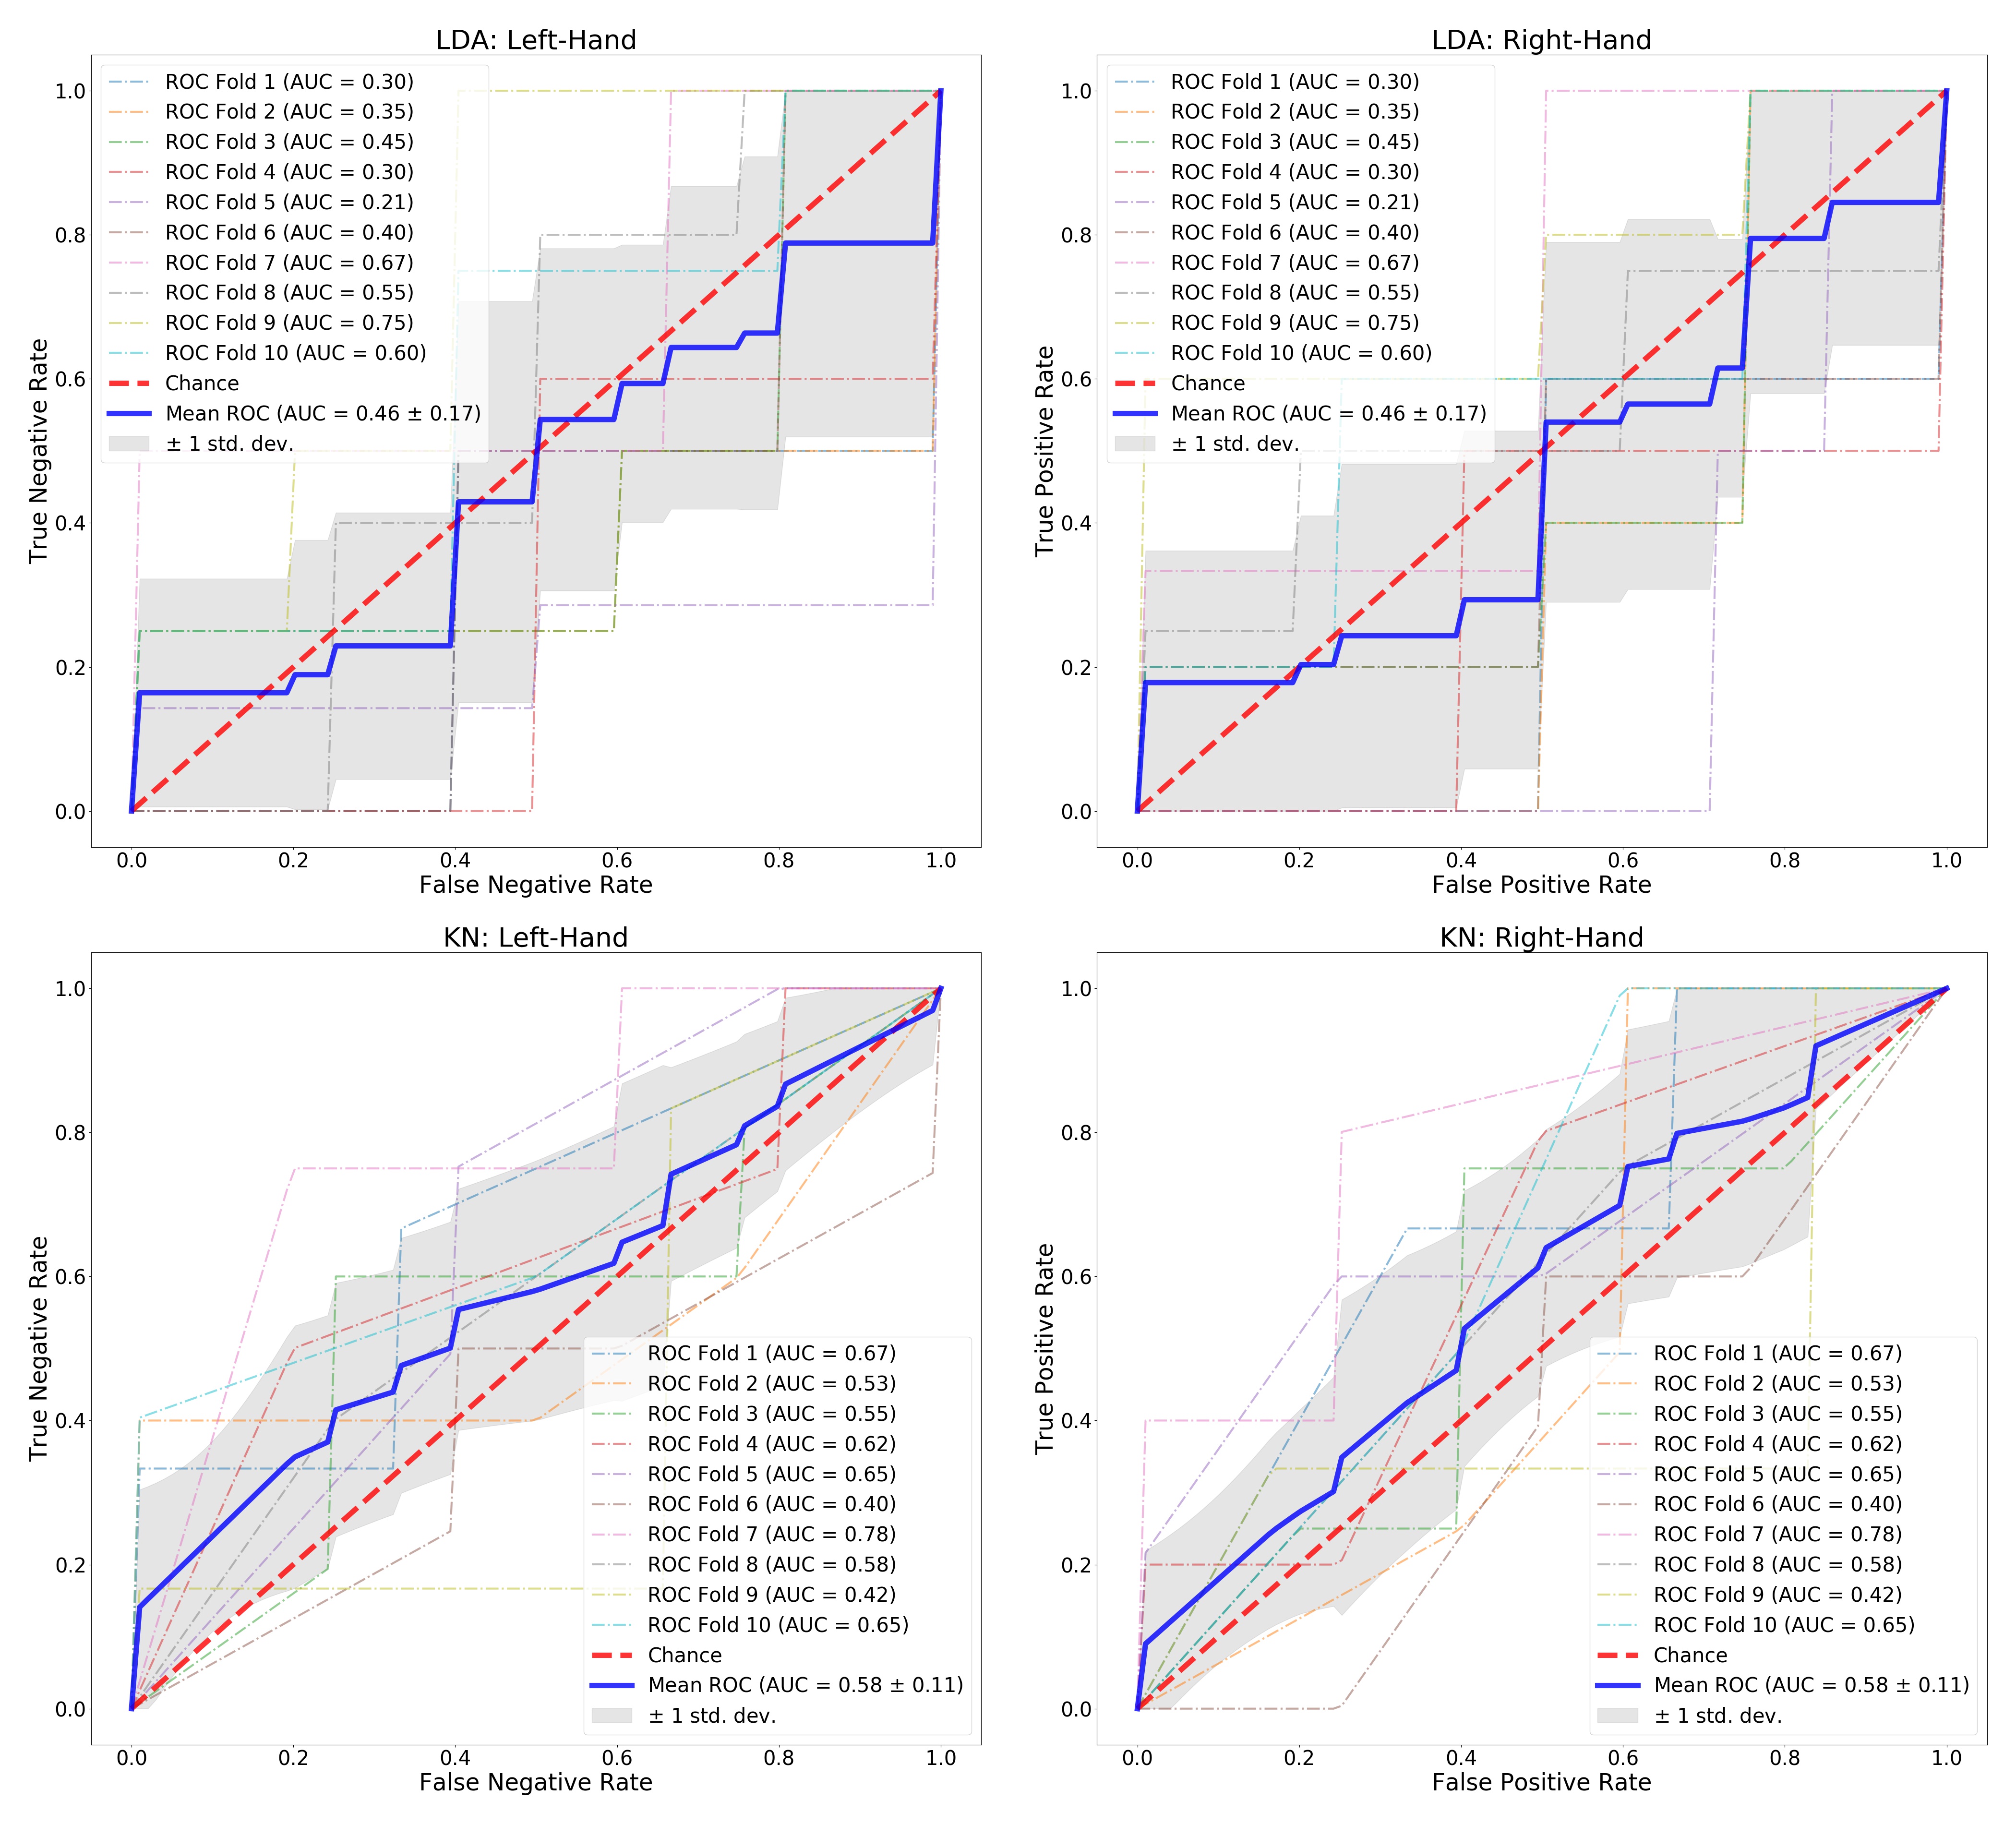 LDA: Left-Hand
ROC Fold 1 (AUC = 0.30)
ROC Fold 2 (AUC = 0.35)
ROC Fold 3 (AUC = 0.45)
ROC Fold 4 (AUC = 0.30)
ROC Fold 5 (AUC = 0.21)
ROC Fold 6 (AUC = 0.40)
ROC Fold 7 (AUC = 0.67)
ROC Fold 8 (AUC = 0.55)
ROC Fold 9 (AUC = 0.75)
ROC Fold 10 (AUC = 0.60)
Chance
Mean ROC (AUC = 0.46 ± 0.17)
± 1 std. dev.
True Negative Rate
1.0
0.8
0.6
0.4
0.2
0.0
0.0 0.2 0.4 0.6 0.8 1.0
False Negative Rate
LDA: Right-Hand
ROC Fold 1 (AUC = 0.30)
ROC Fold 2 (AUC = 0.35)
ROC Fold 3 (AUC = 0.45)
ROC Fold 4 (AUC = 0.30)
ROC Fold 5 (AUC = 0.21)
ROC Fold 6 (AUC = 0.40)
ROC Fold 7 (AUC = 0.67)
ROC Fold 8 (AUC = 0.55)
ROC Fold 9 (AUC = 0.75)
ROC Fold 10 (AUC = 0.60)
Chance
Mean ROC (AUC = 0.46 ± 0.17)
± 1 std. dev.
True Positive Rate
1.0
0.8
0.6
0.4
0.2
0.0
0.0 0.2 0.4 0.6 0.8 1.0
False Positive Rate
KN: Left-Hand
True Negative Rate
1.0
0.8
0.6
0.4
0.2
0.0
ROC Fold 1 (AUC = 0.67)
ROC Fold 2 (AUC = 0.53)
ROC Fold 3 (AUC = 0.55)
ROC Fold 4 (AUC = 0.62)
ROC Fold 5 (AUC = 0.65)
ROC Fold 6 (AUC = 0.40)
ROC Fold 7 (AUC = 0.78)
ROC Fold 8 (AUC = 0.58)
ROC Fold 9 (AUC = 0.42)
ROC Fold 10 (AUC = 0.65)
Chance
Mean ROC (AUC = 0.58 ± 0.11)
± 1 std. dev.
0.0 0.2 0.4 0.6 0.8 1.0
False Negative Rate
KN: Right-Hand
True Positive Rate
1.0
0.8
0.6
0.4
0.2
0.0
ROC Fold 1 (AUC = 0.67)
ROC Fold 2 (AUC = 0.53)
ROC Fold 3 (AUC = 0.55)
ROC Fold 4 (AUC = 0.62)
ROC Fold 5 (AUC = 0.65)
ROC Fold 6 (AUC = 0.40)
ROC Fold 7 (AUC = 0.78)
ROC Fold 8 (AUC = 0.58)
ROC Fold 9 (AUC = 0.42)
ROC Fold 10 (AUC = 0.65)
Chance
Mean ROC (AUC = 0.58 ± 0.11)
± 1 std. dev.
0.0 0.2 0.4 0.6 0.8 1.0
False Positive Rate